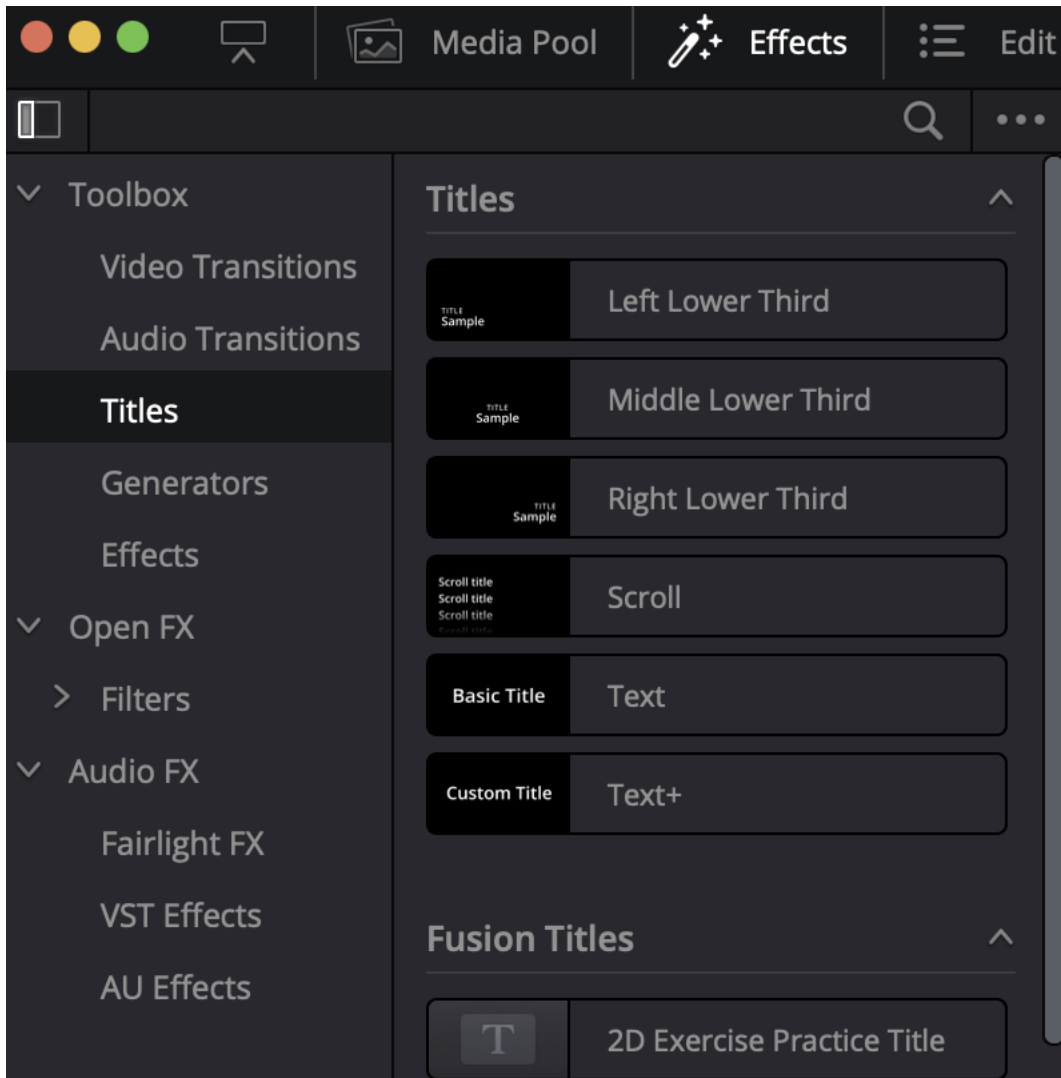 Media Pool
Effects
Edit
Toolbox
Video Transitions
Audio Transitions
Titles
Generators
Effects
Open FX
Filters
Audio FX
Fairlight FX
VST Effects
AU Effects
Titles
TITLE
Sample
Left Lower Third
TITLE
Sample
Middle Lower Third
TITLE
Sample
Right Lower Third
Scroll title
Scroll title
Scroll title
Scroll title
Scroll
Basic Title
Text
Custom Title
Text+
Fusion Titles
T
2D Exercise Practice Title